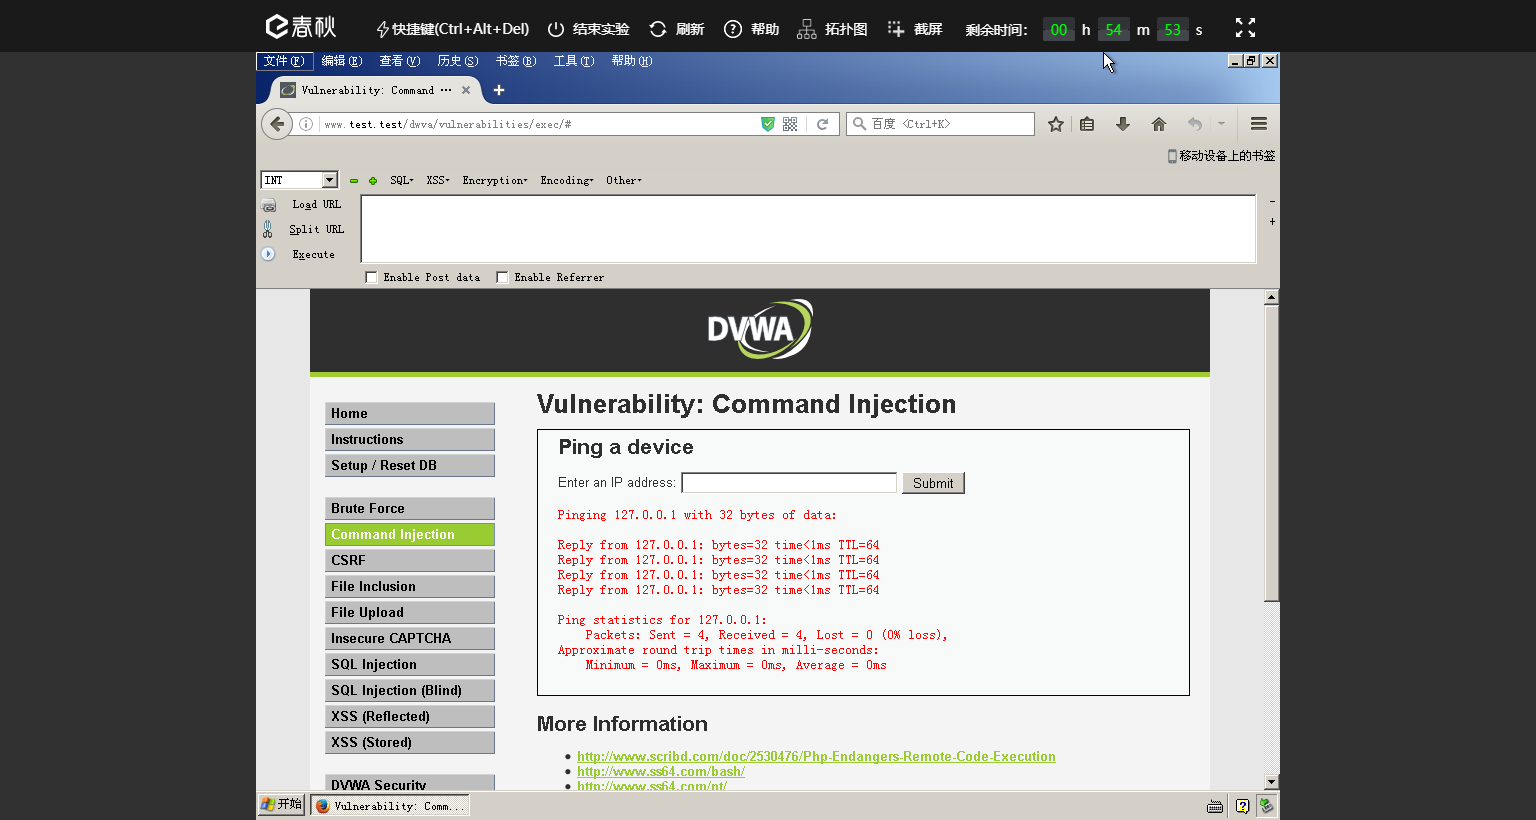 春秋 快捷键(Ctrl+Alt+Del) 结束实验 刷新 帮助 拓扑图 截屏 剩余时间: 00 h 54 m 53 s
文件(F) 编辑(E) 查看(V) 历史(S) 书签(B) 工具(T) 帮助(H)
Vulnerability: Command ···
www.test.test/dwva/vulnerabilities/exec/# 百度 <Ctrl+K>
移动设备上的书签
INT SQL▾ XSS▾ Encryption▾ Encoding▾ Other▾
Load URL
Split URL
Execute
Enable Post data Enable Referrer
DVWA
Vulnerability: Command Injection
Home
Instructions
Setup / Reset DB
Brute Force
Command Injection
CSRF
File Inclusion
File Upload
Insecure CAPTCHA
SQL Injection
SQL Injection (Blind)
XSS (Reflected)
XSS (Stored)
DVWA Security
Ping a device
Enter an IP address: Submit
Pinging 127.0.0.1 with 32 bytes of data:
Reply from 127.0.0.1: bytes=32 time<1ms TTL=64
Reply from 127.0.0.1: bytes=32 time<1ms TTL=64
Reply from 127.0.0.1: bytes=32 time<1ms TTL=64
Reply from 127.0.0.1: bytes=32 time<1ms TTL=64
Ping statistics for 127.0.0.1:
Packets: Sent = 4, Received = 4, Lost = 0 (0% loss),
Approximate round trip times in milli-seconds:
Minimum = 0ms, Maximum = 0ms, Average = 0ms
More Information
http://www.scribd.com/doc/2530476/Php-Endangers-Remote-Code-Execution
http://www.ss64.com/bash/
http://www.ss64.com/nt/
开始 Vulnerability: Comm...